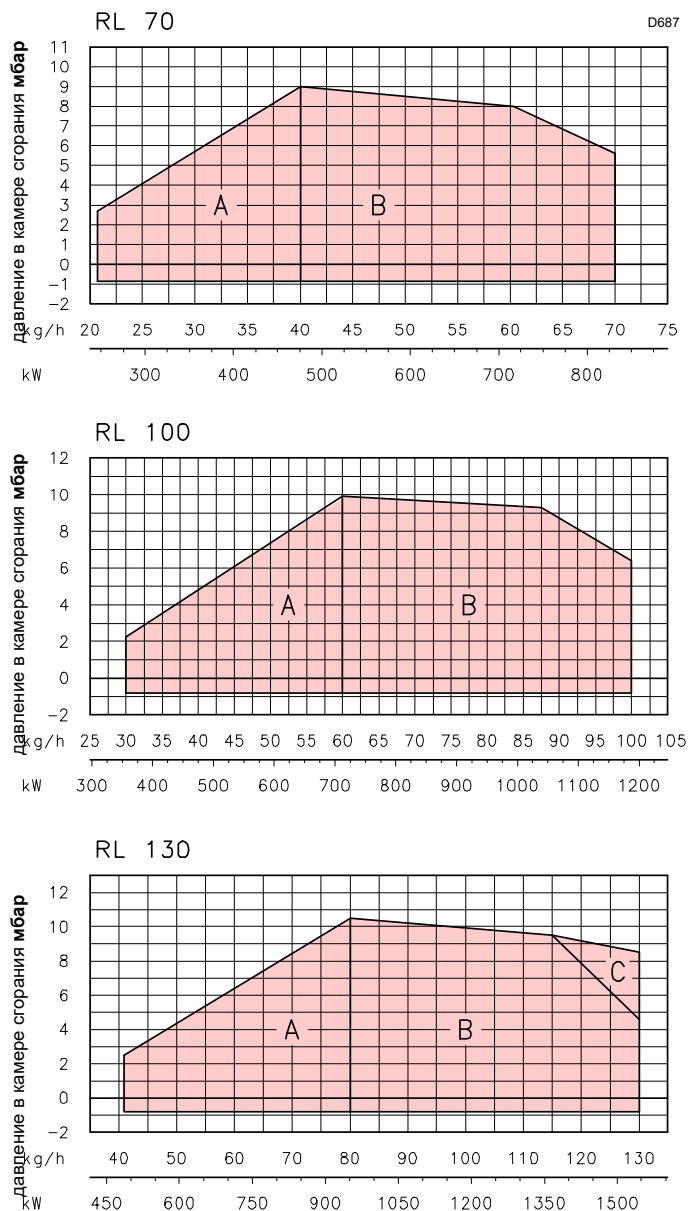 RL 70
D687
давление в камере сгорания мбар
11
10
9
8
7
6
5
4
3
2
1
0
-1
-2
A
B
kg/h
20 25 30 35 40 45 50 55 60 65 70 75
kW
300 400 500 600 700 800
RL 100
давление в камере сгорания мбар
12
10
8
6
4
2
0
-2
A
B
kg/h
25 30 35 40 45 50 55 60 65 70 75 80 85 90 95 100 105
kW
300 400 500 600 700 800 900 1000 1100 1200
RL 130
давление в камере сгорания мбар
12
10
8
6
4
2
0
-2
A
B
C
kg/h
40 50 60 70 80 90 100 110 120 130
kW
450 600 750 900 1050 1200 1350 1500